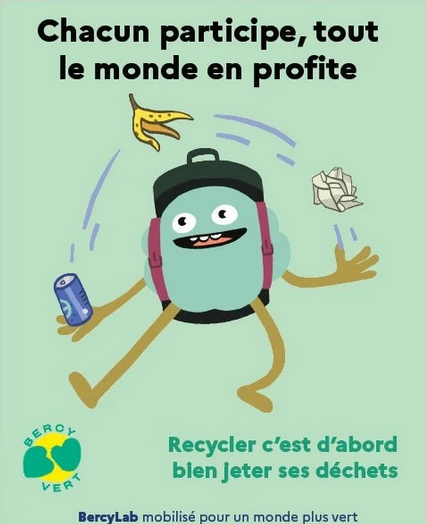 Chacun participe, tout
le monde en profite
BERCY
VERT
Recycler c'est d'abord
bien jeter ses déchets
BercyLab mobilisé pour un monde plus vert